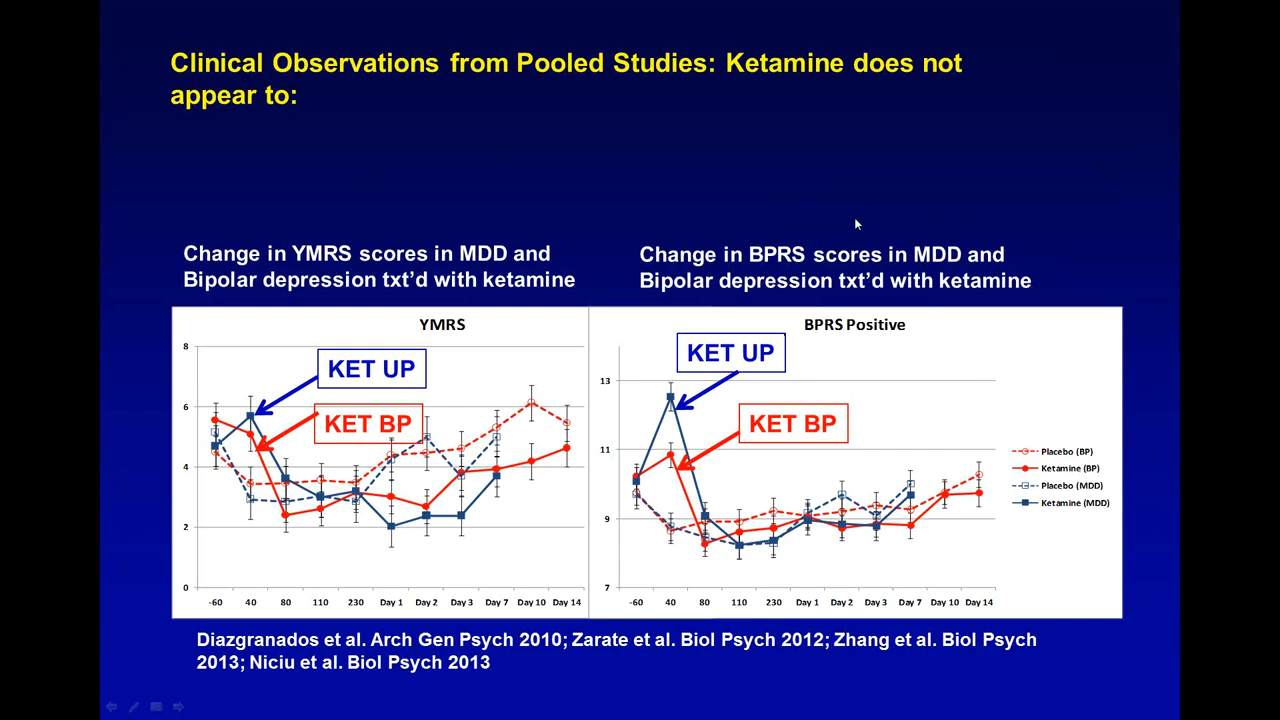 Clinical Observations from Pooled Studies: Ketamine does not
appear to:
Change in YMRS scores in MDD and
Bipolar depression txt’d with ketamine
Change in BPRS scores in MDD and
Bipolar depression txt’d with ketamine
YMRS
8
6
4
2
0
KET UP
KET BP
-60 40 80 110 230 Day 1 Day 2 Day 3 Day 7 Day 10 Day 14
BPRS Positive
13
11
9
7
KET UP
KET BP
-60 40 80 110 230 Day 1 Day 2 Day 3 Day 7 Day 10 Day 14
Placebo (BP)
Ketamine (BP)
Placebo (MDD)
Ketamine (MDD)
Diazgranados et al. Arch Gen Psych 2010; Zarate et al. Biol Psych 2012; Zhang et al. Biol Psych
2013; Niciu et al. Biol Psych 2013